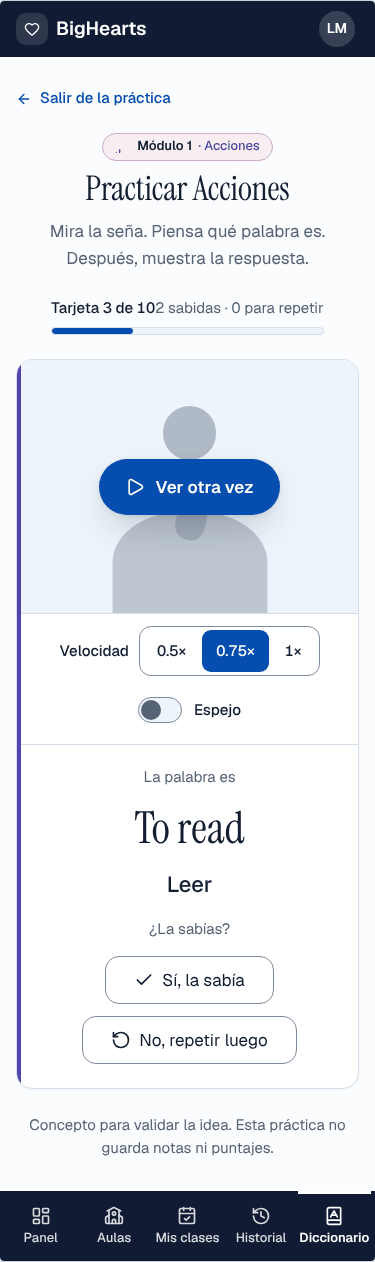 BigHearts
LM
Salir de la práctica
Módulo 1 · Acciones
Practicar Acciones
Mira la seña. Piensa qué palabra es.
Después, muestra la respuesta.
Tarjeta 3 de 102 sabidas · 0 para repetir
Ver otra vez
Velocidad 0.5× 0.75× 1×
Espejo
La palabra es
To read
Leer
¿La sabías?
Sí, la sabía
No, repetir luego
Concepto para validar la idea. Esta práctica no
guarda notas ni puntajes.
Panel Aulas Mis clases Historial Diccionario